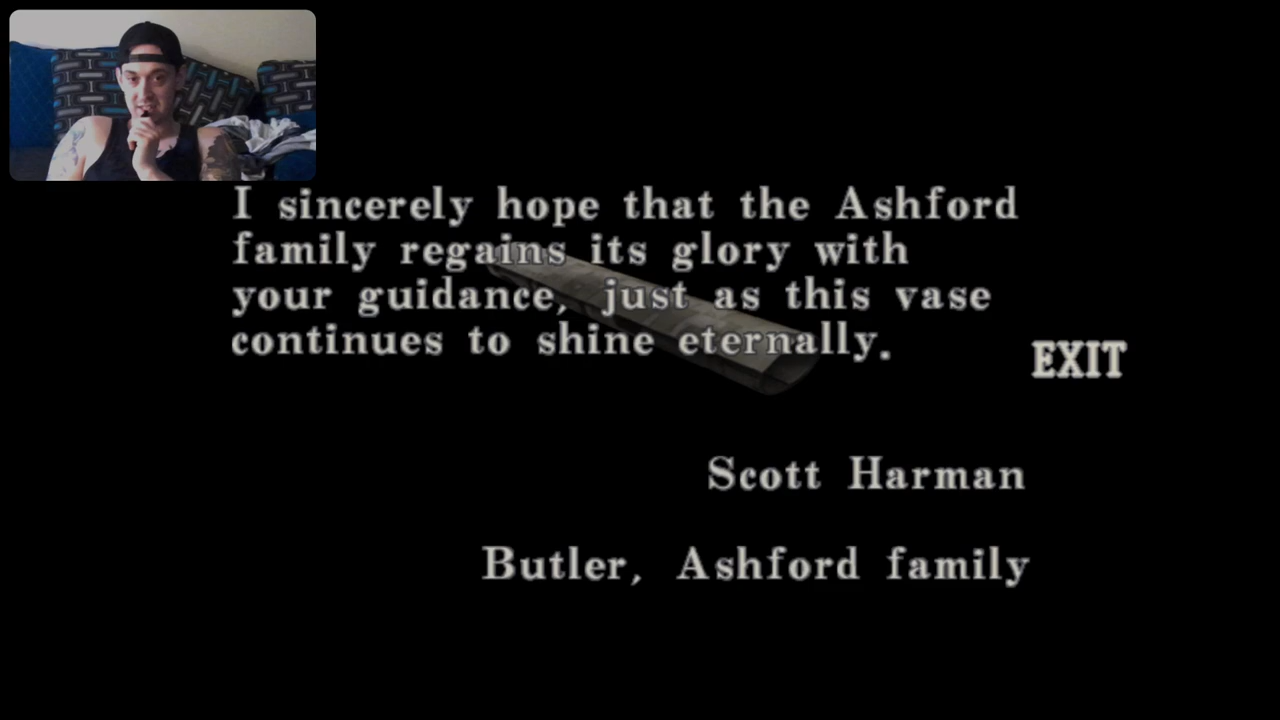 I sincerely hope that the Ashford
family regains its glory with
your guidance, just as this vase
continues to shine eternally.
EXIT
Scott Harman
Butler, Ashford family